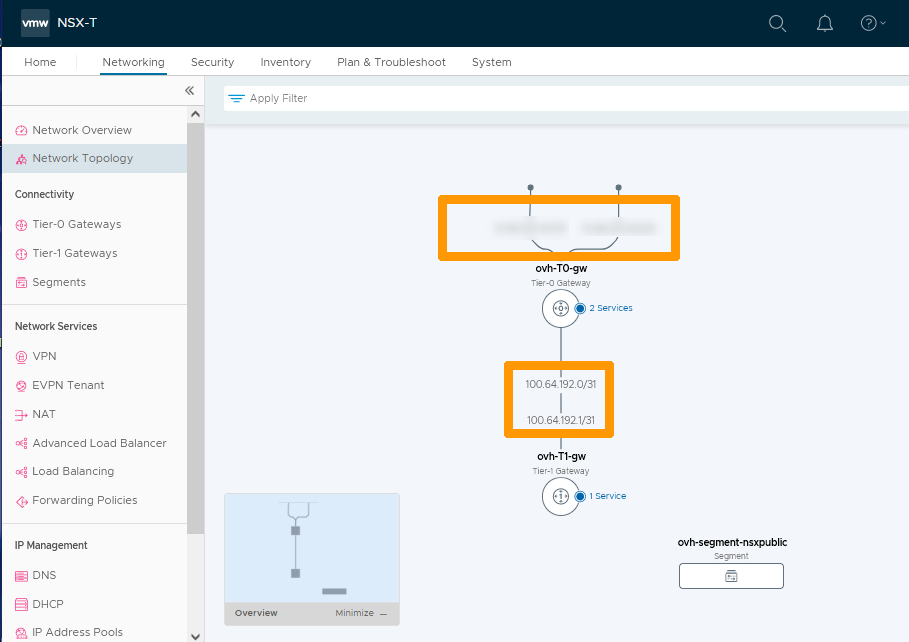 vmw NSX-T
Home Networking Security Inventory Plan & Troubleshoot System
Apply Filter
Network Overview
Network Topology
Connectivity
Tier-0 Gateways
Tier-1 Gateways
Segments
Network Services
VPN
EVPN Tenant
NAT
Advanced Load Balancer
Load Balancing
Forwarding Policies
IP Management
DNS
DHCP
IP Address Pools
ovh-T0-gw
Tier-0 Gateway
2 Services
100.64.192.0/31
100.64.192.1/31
ovh-T1-gw
Tier-1 Gateway
1 Service
ovh-segment-nsxpublic
Segment
Overview Minimize —